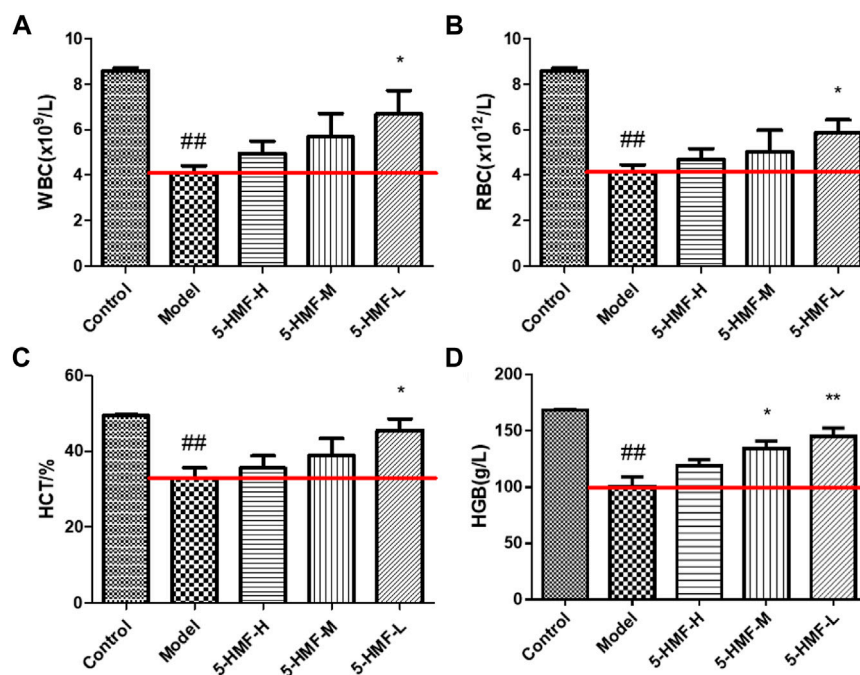 A
WBC(x10⁹/L)
10
8
6
4
2
0
##
*
Control
Model
5-HMF-H
5-HMF-M
5-HMF-L
B
RBC(x10¹²/L)
10
8
6
4
2
0
##
*
Control
Model
5-HMF-H
5-HMF-M
5-HMF-L
C
HCT/%
60
40
20
0
##
*
Control
Model
5-HMF-H
5-HMF-M
5-HMF-L
D
HGB(g/L)
200
150
100
50
0
##
*
**
Control
Model
5-HMF-H
5-HMF-M
5-HMF-L